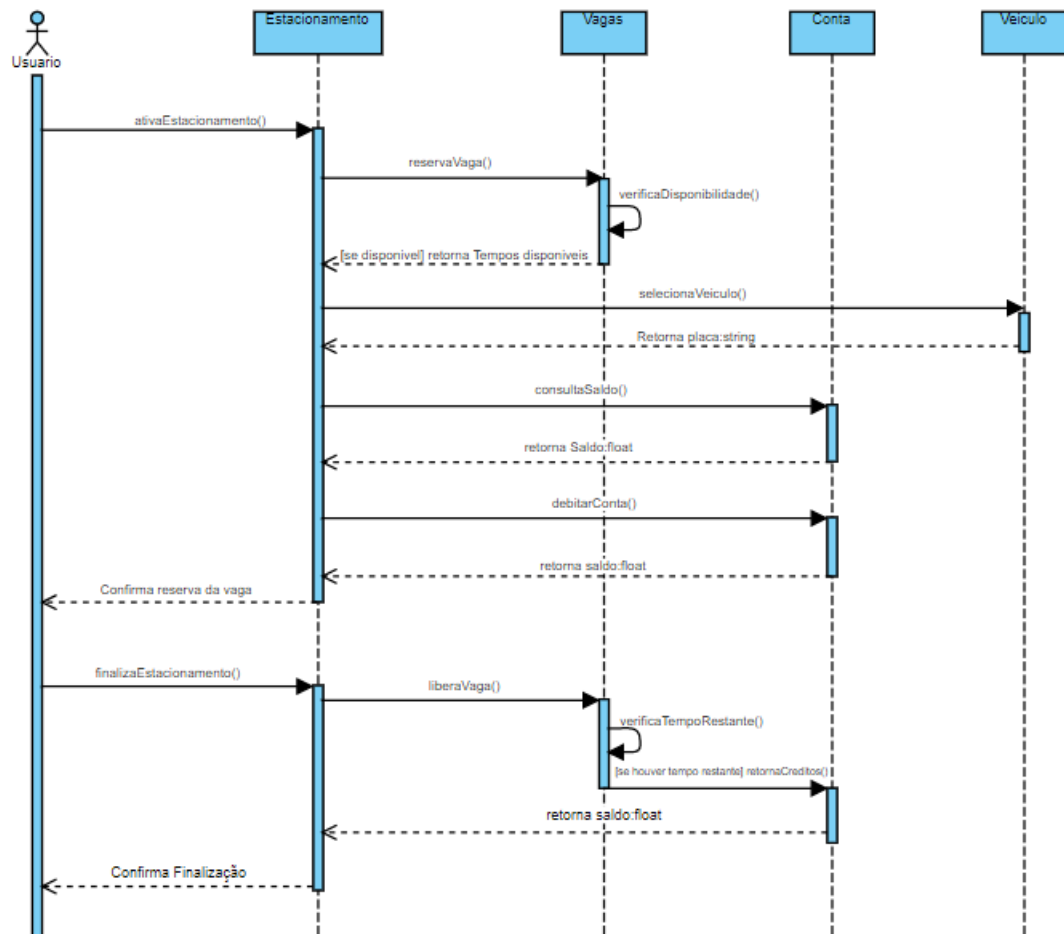 Usuario
Estacionamento
Vagas
Conta
Veiculo
ativaEstacionamento()
reservaVaga()
verificaDisponibilidade()
[se disponivel] retorna Tempos disponiveis
selecionaVeiculo()
Retorna placa:string
consultaSaldo()
retorna Saldo:float
debitarConta()
retorna saldo:float
Confirma reserva da vaga
finalizaEstacionamento()
liberaVaga()
verificaTempoRestante()
[se houver tempo restante] retornaCreditos()
retorna saldo:float
Confirma Finalização